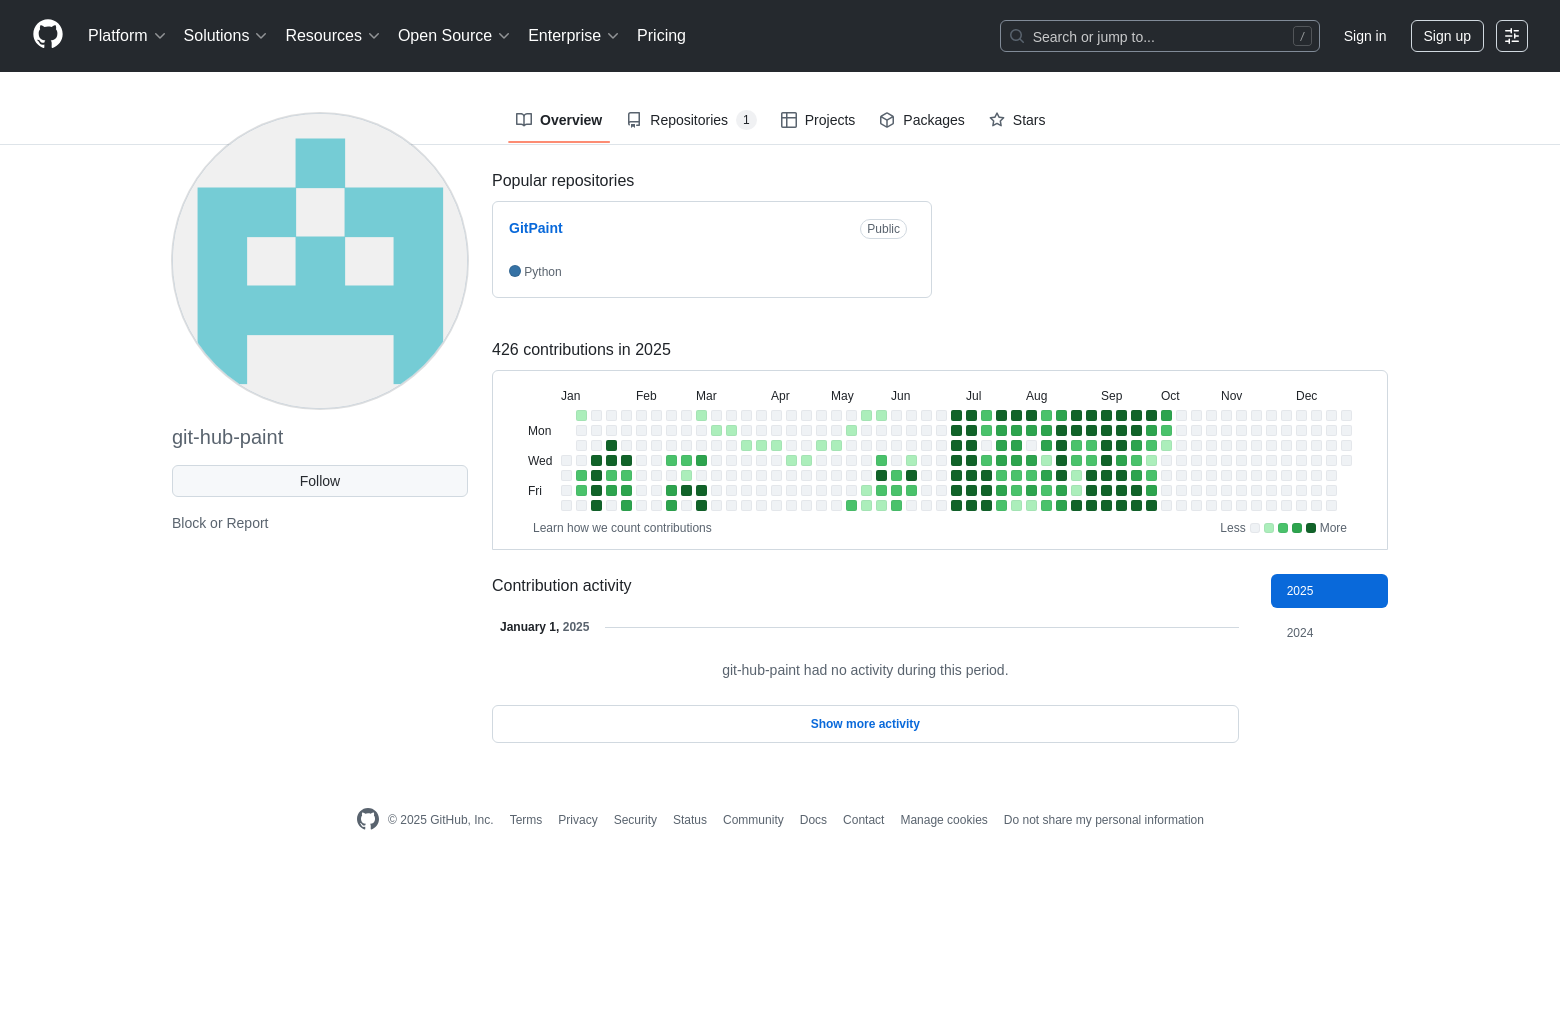 Platform Solutions Resources Open Source Enterprise Pricing Search or jump to... / Sign in Sign up
Overview Repositories 1 Projects Packages Stars
git-hub-paint
Follow
Block or Report
Popular repositories
GitPaint Public
Python
426 contributions in 2025
Jan Feb Mar Apr May Jun Jul Aug Sep Oct Nov Dec
Mon
Wed
Fri
Learn how we count contributions Less More
Contribution activity
2025
2024
January 1, 2025
git-hub-paint had no activity during this period.
Show more activity
© 2025 GitHub, Inc. Terms Privacy Security Status Community Docs Contact Manage cookies Do not share my personal information